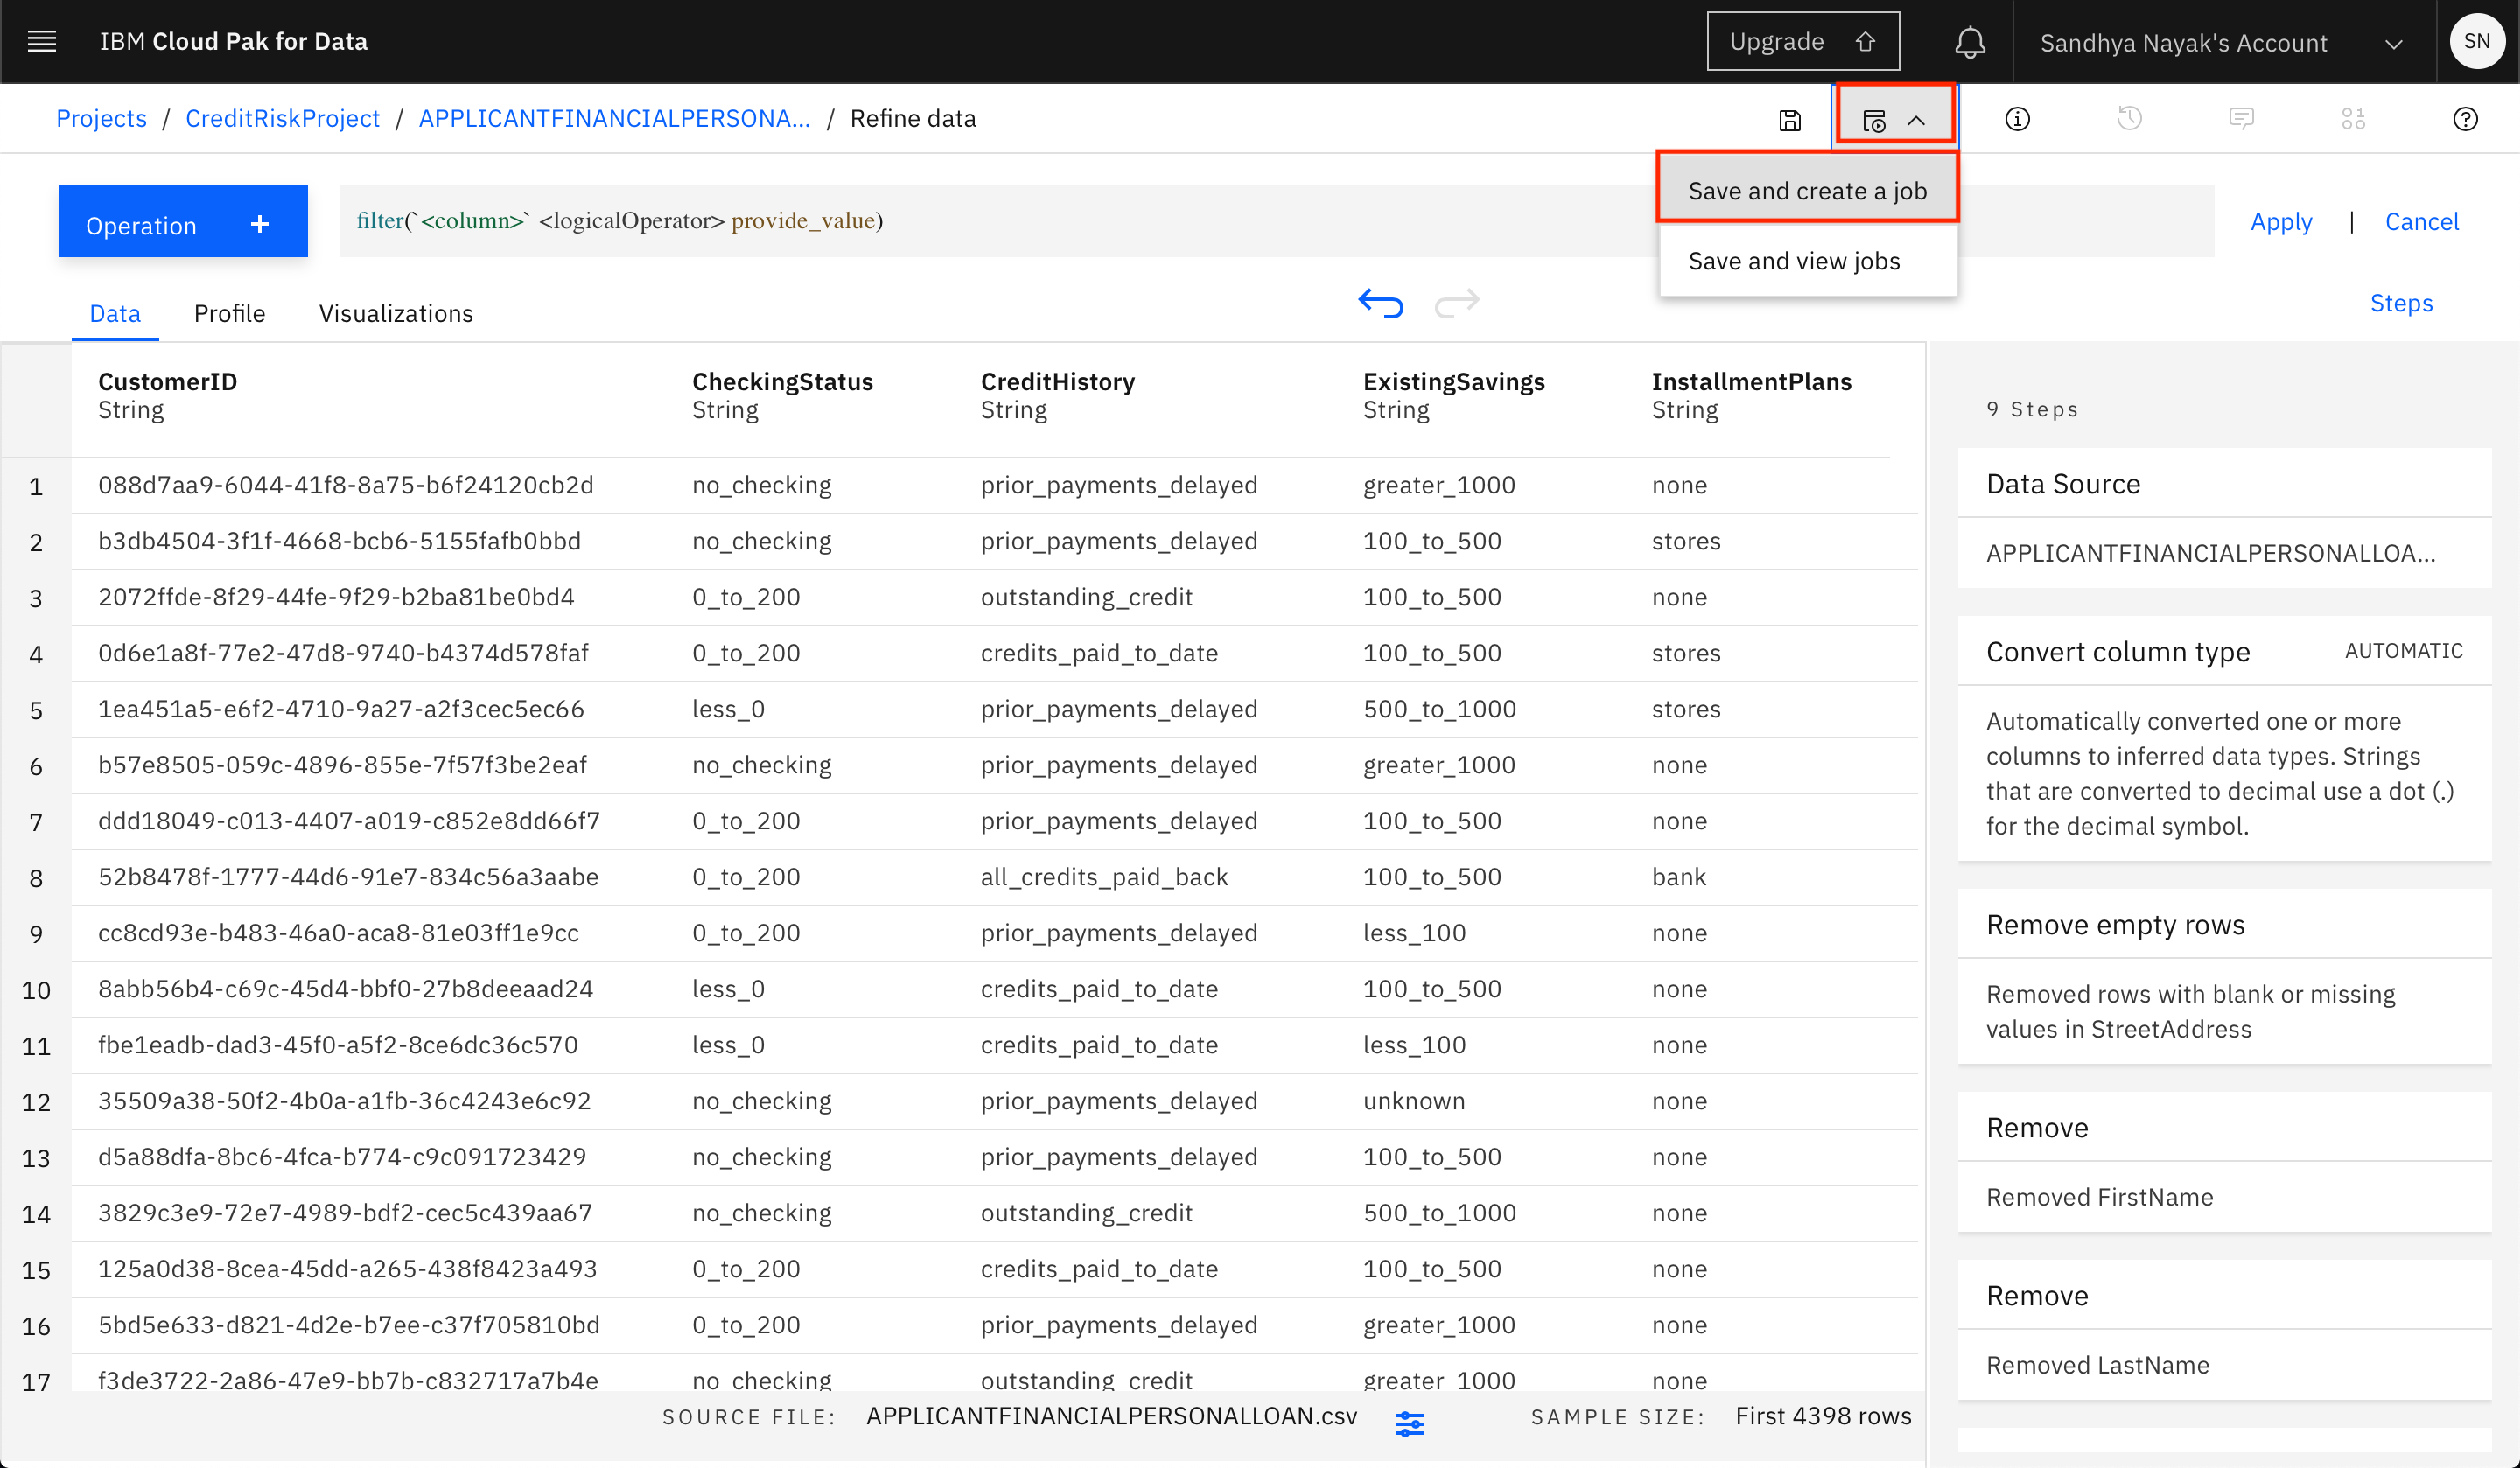 IBM Cloud Pak for Data
Upgrade
Sandhya Nayak's Account
SN
Projects / CreditRiskProject / APPLICANTFINANCIALPERSONA... / Refine data
Save and create a job
Save and view jobs
Operation +
filter(`<column>` <logicalOperator> provide_value)
Apply | Cancel
Data Profile Visualizations
Steps
CustomerID CheckingStatus CreditHistory ExistingSavings InstallmentPlans
String String String String String
1 088d7aa9-6044-41f8-8a75-b6f24120cb2d no_checking prior_payments_delayed greater_1000 none
2 b3db4504-3f1f-4668-bcb6-5155fafb0bbd no_checking prior_payments_delayed 100_to_500 stores
3 2072ffde-8f29-44fe-9f29-b2ba81be0bd4 0_to_200 outstanding_credit 100_to_500 none
4 0d6e1a8f-77e2-47d8-9740-b4374d578faf 0_to_200 credits_paid_to_date 100_to_500 stores
5 1ea451a5-e6f2-4710-9a27-a2f3cec5ec66 less_0 prior_payments_delayed 500_to_1000 stores
6 b57e8505-059c-4896-855e-7f57f3be2eaf no_checking prior_payments_delayed greater_1000 none
7 ddd18049-c013-4407-a019-c852e8dd66f7 0_to_200 prior_payments_delayed 100_to_500 none
8 52b8478f-1777-44d6-91e7-834c56a3aabe 0_to_200 all_credits_paid_back 100_to_500 bank
9 cc8cd93e-b483-46a0-aca8-81e03ff1e9cc 0_to_200 prior_payments_delayed less_100 none
10 8abb56b4-c69c-45d4-bbf0-27b8deeaad24 less_0 credits_paid_to_date 100_to_500 none
11 fbe1eadb-dad3-45f0-a5f2-8ce6dc36c570 less_0 credits_paid_to_date less_100 none
12 35509a38-50f2-4b0a-a1fb-36c4243e6c92 no_checking prior_payments_delayed unknown none
13 d5a88dfa-8bc6-4fca-b774-c9c091723429 no_checking prior_payments_delayed 100_to_500 none
14 3829c3e9-72e7-4989-bdf2-cec5c439aa67 no_checking outstanding_credit 500_to_1000 none
15 125a0d38-8cea-45dd-a265-438f8423a493 0_to_200 credits_paid_to_date 100_to_500 none
16 5bd5e633-d821-4d2e-b7ee-c37f705810bd 0_to_200 prior_payments_delayed greater_1000 none
17 f3de3722-2a86-47e9-bb7b-c832717a7b4e no_checking outstanding_credit greater_1000 none
SOURCE FILE: APPLICANTFINANCIALPERSONALLOAN.csv SAMPLE SIZE: First 4398 rows
9 Steps
Data Source
APPLICANTFINANCIALPERSONALLOA...
Convert column type AUTOMATIC
Automatically converted one or more
columns to inferred data types. Strings
that are converted to decimal use a dot (.)
for the decimal symbol.
Remove empty rows
Removed rows with blank or missing
values in StreetAddress
Remove
Removed FirstName
Remove
Removed LastName